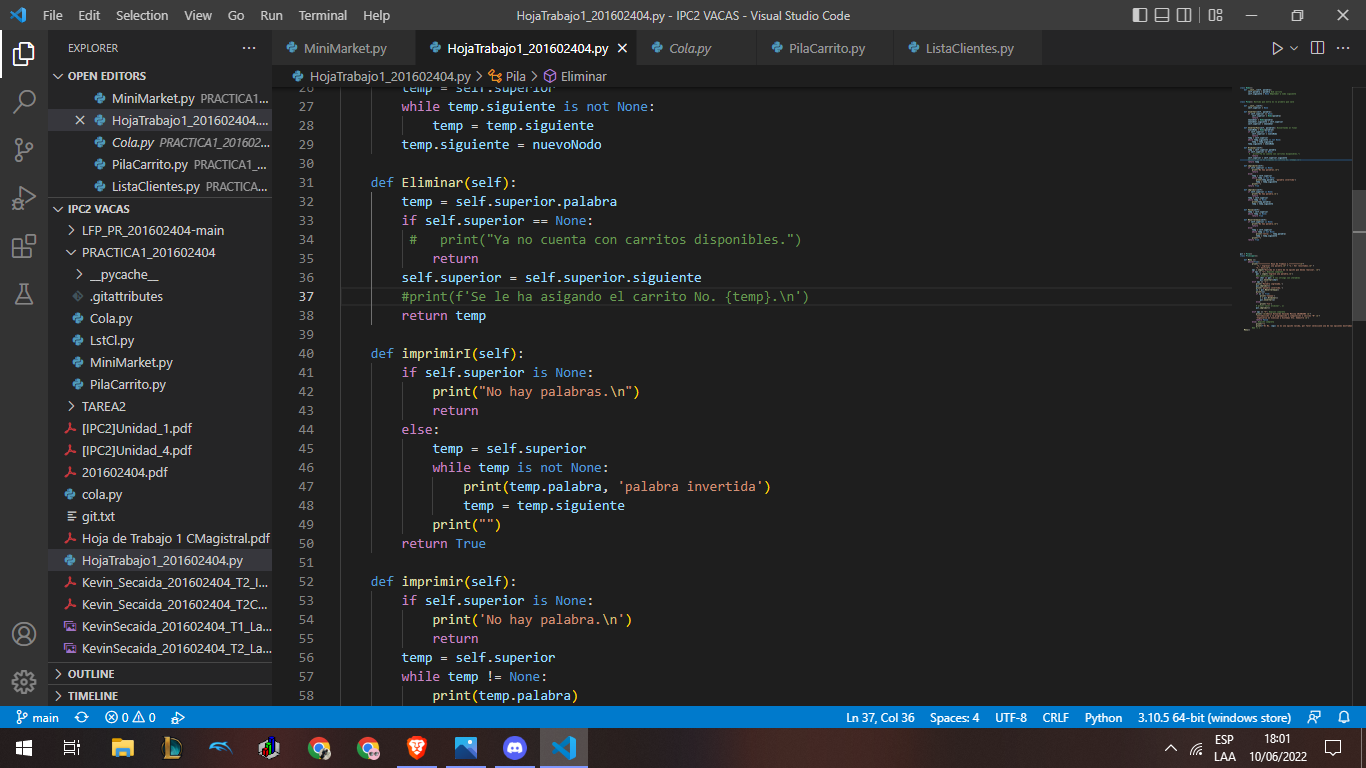 File Edit Selection View Go Run Terminal Help
HojaTrabajo1_201602404.py - IPC2 VACAS - Visual Studio Code
EXPLORER
OPEN EDITORS
MiniMarket.py PRACTICA1...
HojaTrabajo1_201602404....
Cola.py PRACTICA1_201602...
PilaCarrito.py PRACTICA1_...
ListaClientes.py PRACTICA...
IPC2 VACAS
LFP_PR_201602404-main
PRACTICA1_201602404
__pycache__
.gitattributes
Cola.py
LstCl.py
MiniMarket.py
PilaCarrito.py
TAREA2
[IPC2]Unidad_1.pdf
[IPC2]Unidad_4.pdf
201602404.pdf
cola.py
git.txt
Hoja de Trabajo 1 CMagistral.pdf
HojaTrabajo1_201602404.py
Kevin_Secaida_201602404_T2_I...
Kevin_Secaida_201602404_T2C...
KevinSecaida_201602404_T1_La...
KevinSecaida_201602404_T2_La...
OUTLINE
TIMELINE
MiniMarket.py HojaTrabajo1_201602404.py Cola.py PilaCarrito.py ListaClientes.py
HojaTrabajo1_201602404.py > Pila > Eliminar
26 temp = self.superior
27 while temp.siguiente is not None:
28 temp = temp.siguiente
29 temp.siguiente = nuevoNodo
30
31 def Eliminar(self):
32 temp = self.superior.palabra
33 if self.superior == None:
34 # print("Ya no cuenta con carritos disponibles.")
35 return
36 self.superior = self.superior.siguiente
37 #print(f'Se le ha asigando el carrito No. {temp}.\n')
38 return temp
39
40 def imprimirI(self):
41 if self.superior is None:
42 print("No hay palabras.\n")
43 return
44 else:
45 temp = self.superior
46 while temp is not None:
47 print(temp.palabra, 'palabra invertida')
48 temp = temp.siguiente
49 print("")
50 return True
51
52 def imprimir(self):
53 if self.superior is None:
54 print('No hay palabra.\n')
55 return
56 temp = self.superior
57 while temp != None:
58 print(temp.palabra)
main 0 0 Ln 37, Col 36 Spaces: 4 UTF-8 CRLF Python 3.10.5 64-bit (windows store)
ESP
LAA
18:01
10/06/2022